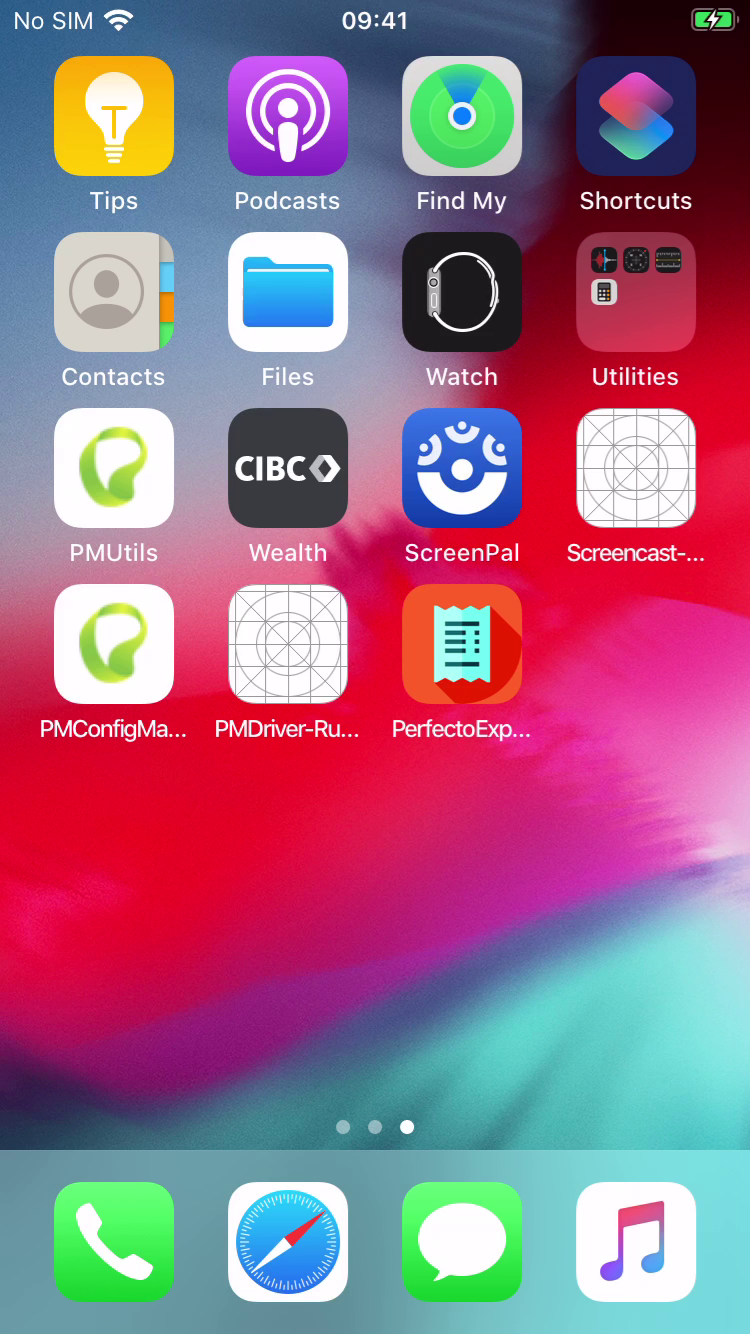 No SIM 09:41
Tips Podcasts Find My Shortcuts
Contacts Files Watch Utilities
CIBC
PMUtils Wealth ScreenPal Screencast-...
PMConfigMa... PMDriver-Ru... PerfectoExp...